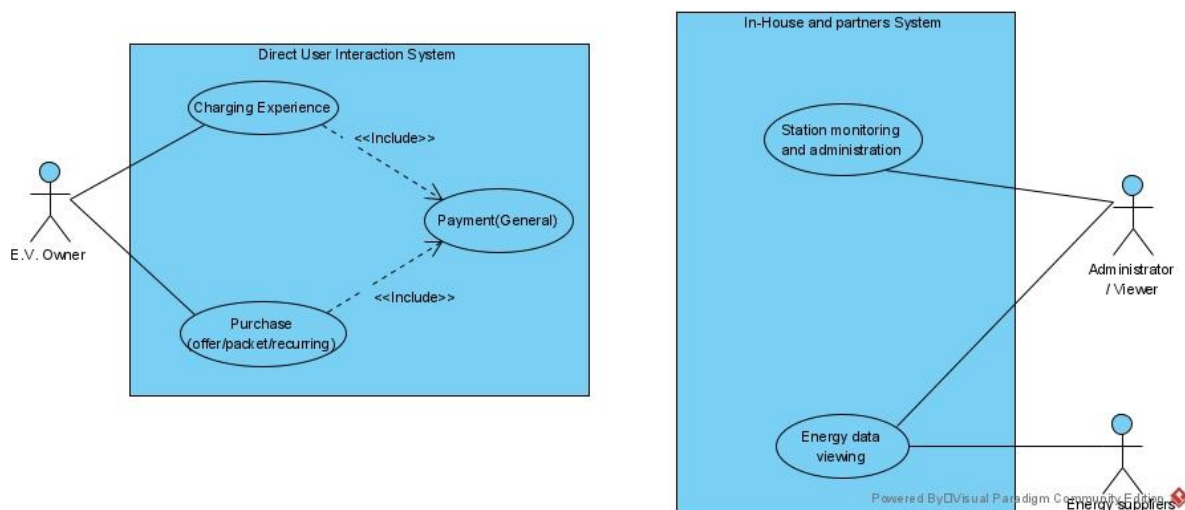 Direct User Interaction System
Charging Experience
<<Include>>
Payment(General)
E.V. Owner
<<Include>>
Purchase
(offer/packet/recurring)
In-House and partners System
Station monitoring
and administration
Administrator
/ Viewer
Energy data
viewing
Energy suppliers
Powered By Visual Paradigm Community Edition